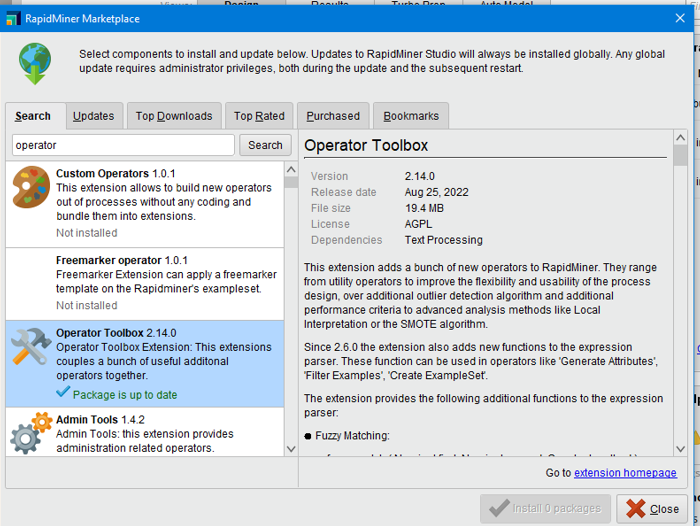 Design
Results
Turbo Prep
Auto Model
RapidMiner Marketplace
Select components to install and update below. Updates to RapidMiner Studio will always be installed globally. Any global
update requires administrator privileges, both during the update and the subsequent restart.
Search
Updates
Top Downloads
Top Rated
Purchased
Bookmarks
operator
Search
Custom Operators 1.0.1
This extension allows to build new operators
out of processes without any coding and
bundle them into extensions.
Not installed
Freemarker operator 1.0.1
Freemarker Extension can apply a freemarker
template on the Rapidminer's exampleset.
Not installed
Operator Toolbox 2.14.0
Operator Toolbox Extension: This extensions
couples a bunch of useful additonal
operators together.
Package is up to date
Admin Tools 1.4.2
Admin Tools: this extension provides
administration related operators.
Operator Toolbox
Version 2.14.0
Release date Aug 25, 2022
File size 19.4 MB
License AGPL
Dependencies Text Processing
This extension adds a bunch of new operators to RapidMiner. They range
from utility operators to improve the flexibility and usability of the process
design, over additional outlier detection algorithm and additional
performance criteria to advanced analysis methods like Local
Interpretation or the SMOTE algorithm.
Since 2.6.0 the extension also adds new functions to the expression
parser. These function can be used in operators like 'Generate Attributes',
'Filter Examples', 'Create ExampleSet'.
The extension provides the following additional functions to the expression
parser:
● Fuzzy Matching:
Go to extension homepage
Install 0 packages
Close